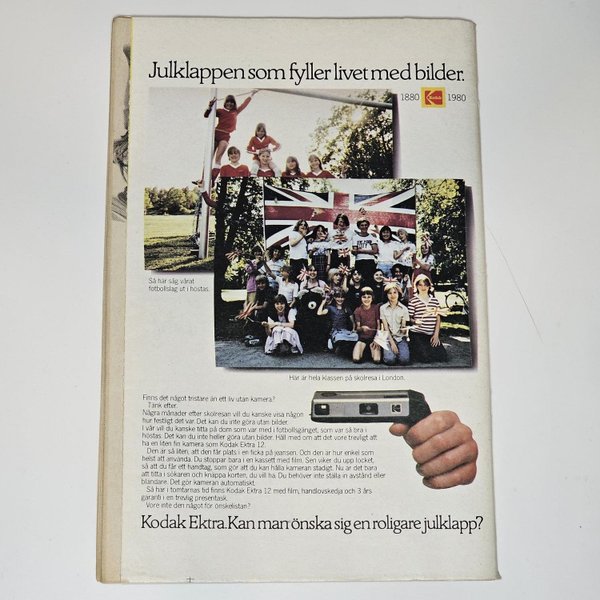 Julklappen som fyller livet med bilder.
1880 Kodak 1980
Så här såg vårat
fotbollslag ut i höstas.
Här är hela klassen på skolresa i London.
Finns det något tristare än ett liv utan kamera?
Tänk efter.
Några månader efter skolresan vill du kanske visa någon
hur festligt det var. Det kan du inte göra utan bilder.
I vår vill du kanske titta på dom som var med i fotbollsgänget, som var så bra i
höstas. Det kan du inte heller göra utan bilder. Håll med om att det vore trevligt att
ha en liten fin kamera som Kodak Ektra 12.
Den är så liten, att den får plats i en ficka på jeansen. Och den är hur enkel som
helst att använda. Du stoppar bara i en kassett med film. Sen viker du upp locket,
så att du får ett handtag, som gör att du kan hålla kameran stadigt. Nu är det bara
att titta i sökaren och knäppa korten, du vill ha. Du behöver inte ställa in avstånd eller
bländare. Det gör kameran automatiskt.
Så här i tomtarnas tid finns Kodak Ektra 12 med film, handlovskedja och 3 års
garanti i en trevlig presentask.
Vore inte den något för önskelistan?
Kodak Ektra. Kan man önska sig en roligare julklapp?